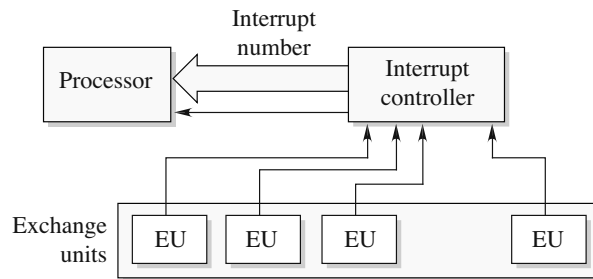 Interrupt
number
Processor
Interrupt
controller
Exchange
units
EU
EU
EU
EU